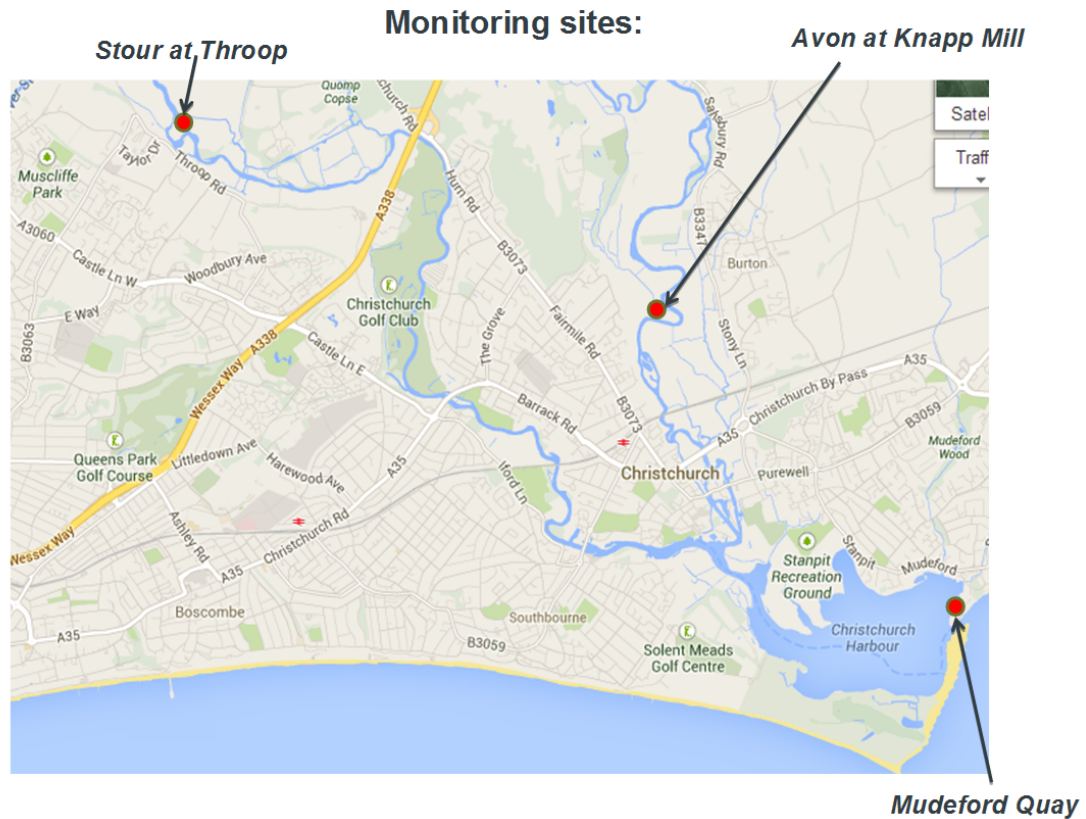 Monitoring sites:
Stour at Throop
Avon at Knapp Mill
Quomp
Copse
church Rd
Salisbury Rd
Satel
Traff
Muscliffe
Park
Taylor Dr
Throop Rd
A338
Hurn Rd
B3347
A3060
Castle Ln W
Woodbury Ave
B3073
Burton
E Way
Christchurch
Golf Club
B3063
A338
The Grove
Fairmile Rd
Stony Ln
Castle Ln E
A35
Wessex Way
Christchurch By Pass
Barrack Rd
B3073
B3059
A35
Queens Park
Golf Course
Littledown Ave
Harewood Ave
A35
Iford Ln
Christchurch
Purewell
Mudeford
Wood
Ashley Rd
Christchurch Rd
Wessex Way
A35
Stanpit
Recreation
Ground
Stanpit
Mudeford
Boscombe
Southbourne
Christchurch
Harbour
A35
B3059
Solent Meads
Golf Centre
Mudeford Quay